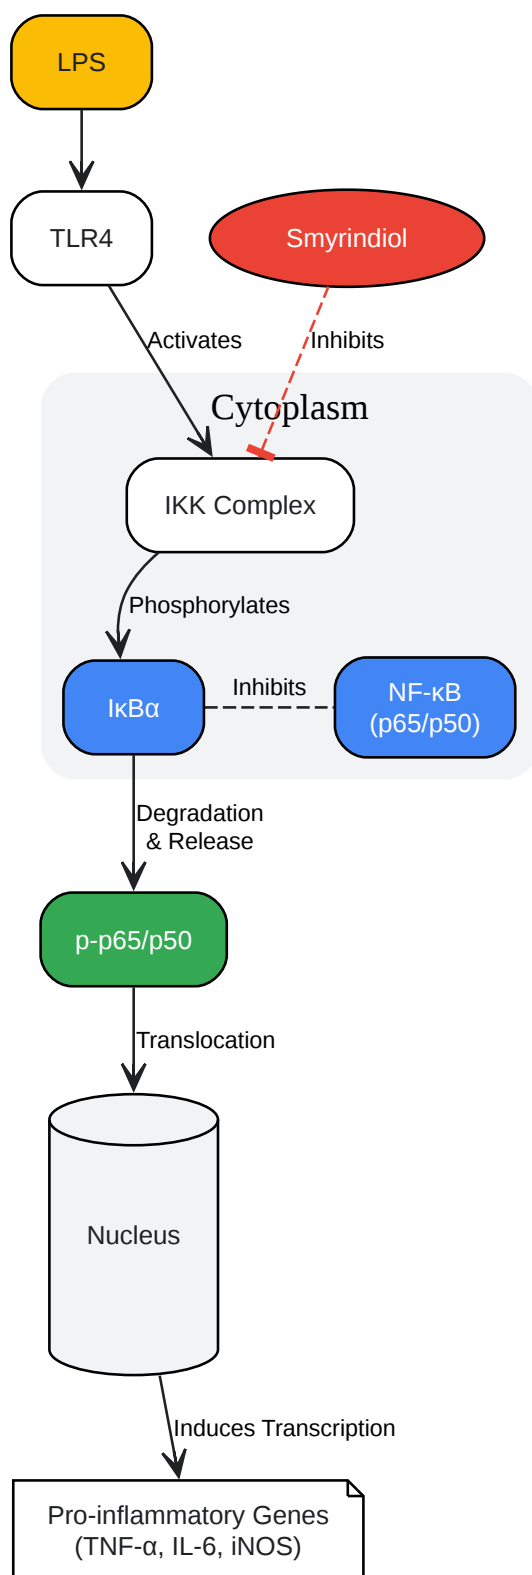 LPS
TLR4
Smyrindiol
Activates
Inhibits
Cytoplasm
IKK Complex
Phosphorylates
IκBα
Inhibits
NF-κB
(p65/p50)
Degradation
& Release
p-p65/p50
Translocation
Nucleus
Induces Transcription
Pro-inflammatory Genes
(TNF-α, IL-6, iNOS)